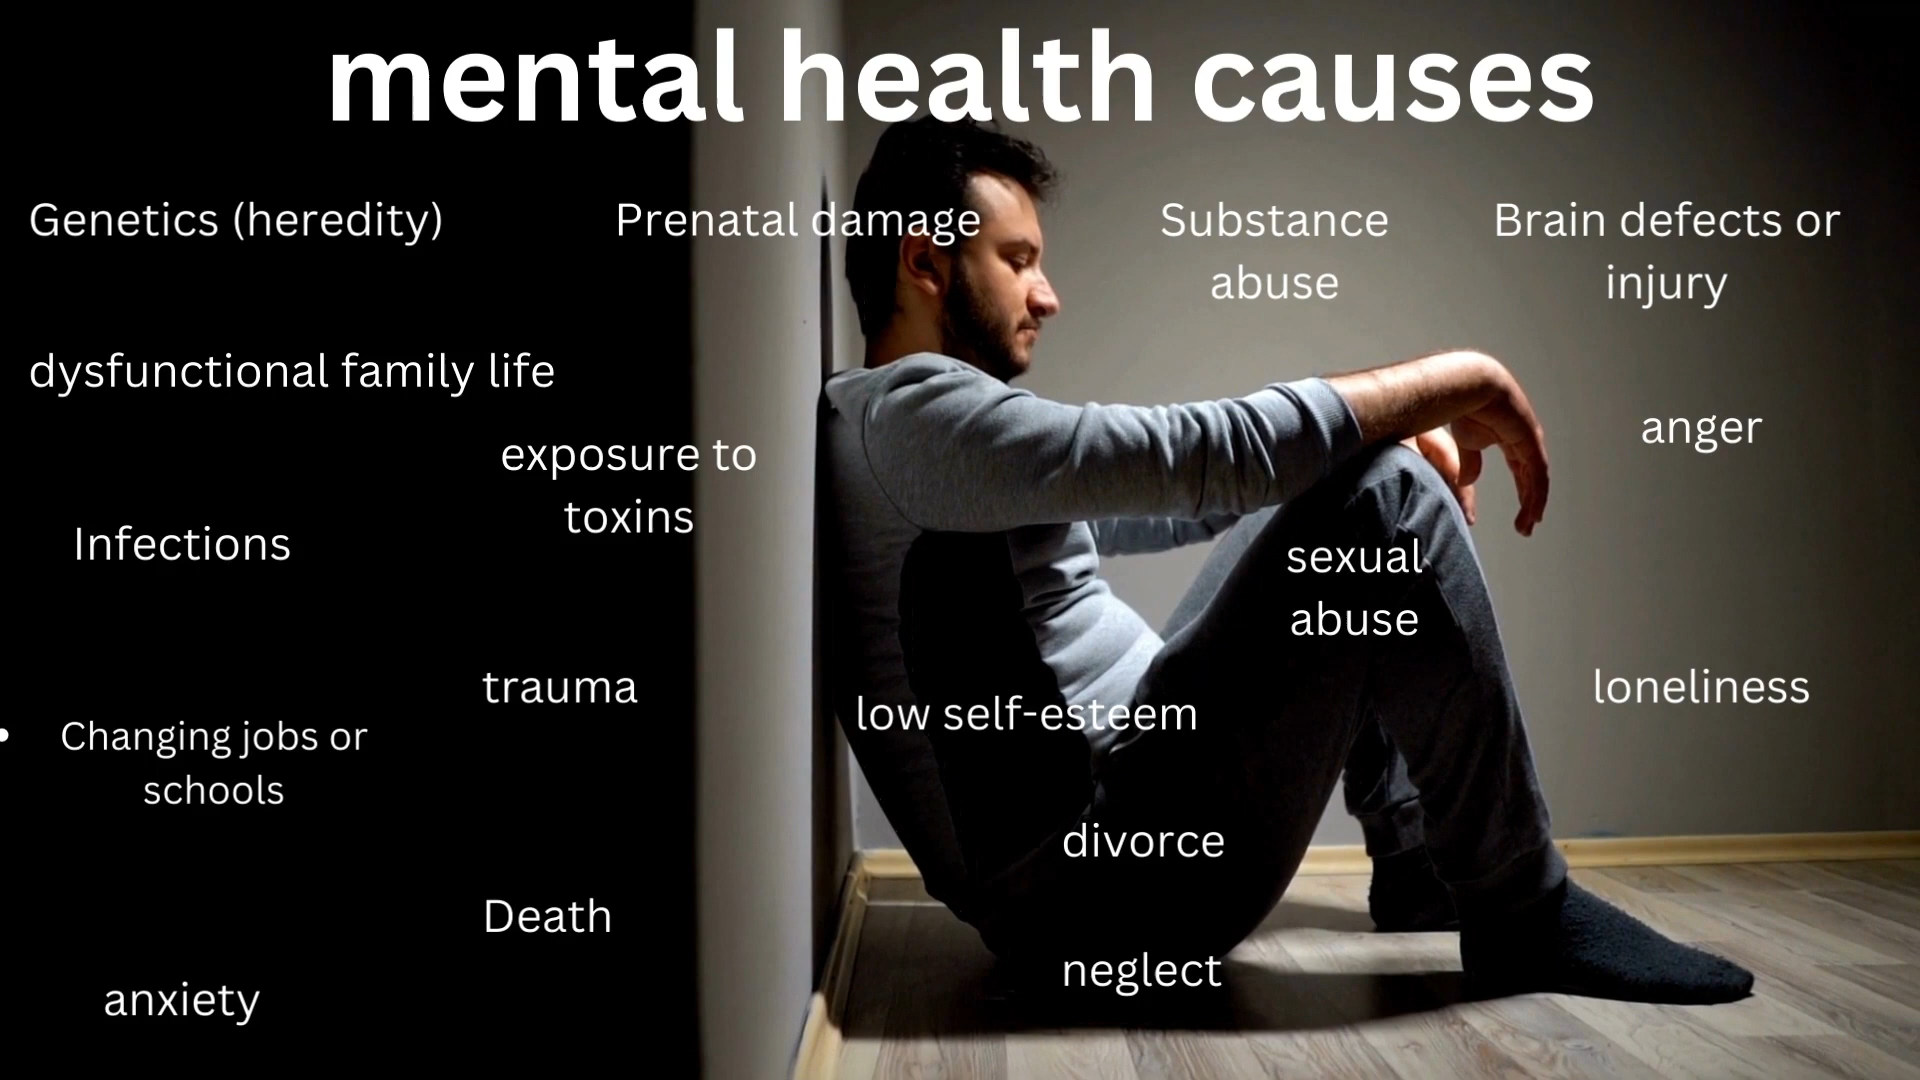 mental health causes
Genetics (heredity)
Prenatal damage
Substance
abuse
Brain defects or
injury
dysfunctional family life
anger
exposure to
toxins
Infections
sexual
abuse
trauma
low self-esteem
loneliness
• Changing jobs or
schools
divorce
Death
neglect
anxiety